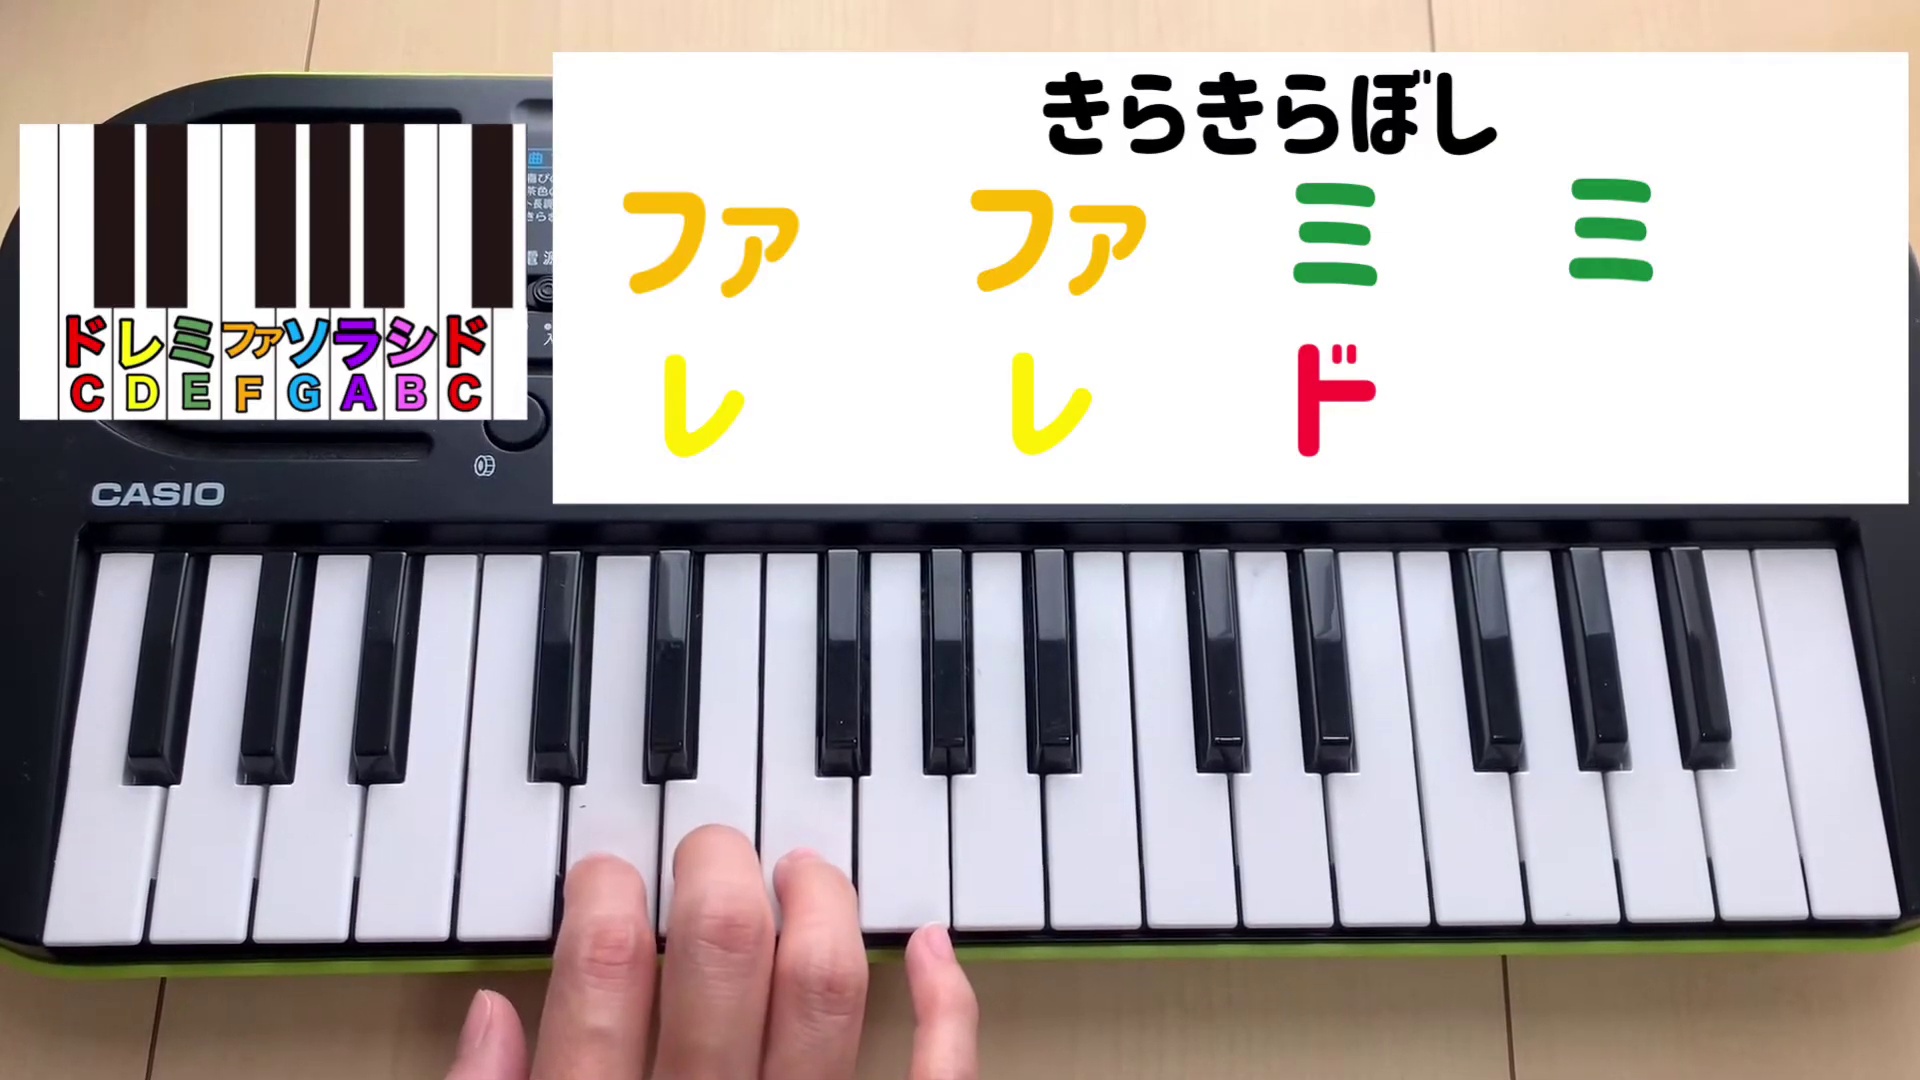 きらきらぼし
ファ ファ ミ ミ
レ レ ド
ド レ ミ ファ ソ ラ シ ド
C D E F G A B C
CASIO